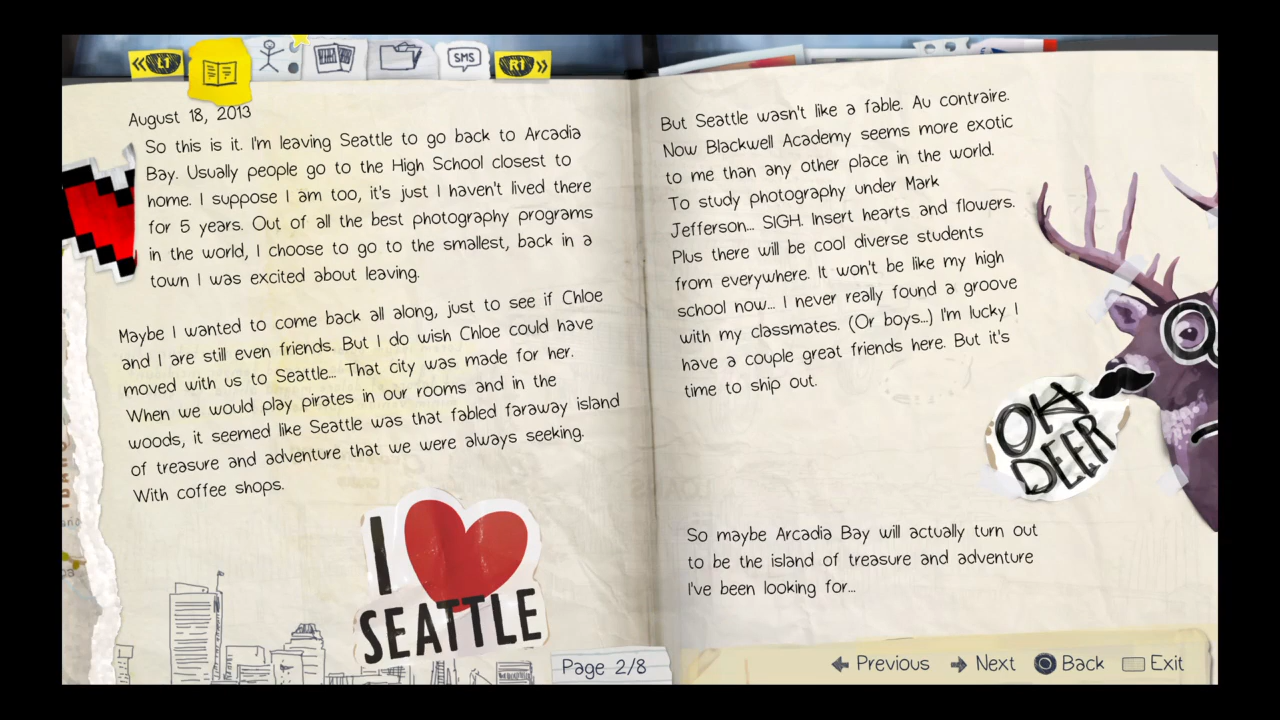 L1
SMS
R1
August 18, 2013
So this is it. I'm leaving Seattle to go back to Arcadia
Bay. Usually people go to the High School closest to
home. I suppose I am too, it's just I haven't lived there
for 5 years. Out of all the best photography programs
in the world, I choose to go to the smallest, back in a
town I was excited about leaving.
Maybe I wanted to come back all along, just to see if Chloe
and I are still even friends. But I do wish Chloe could have
moved with us to Seattle... That city was made for her.
When we would play pirates in our rooms and in the
woods, it seemed like Seattle was that fabled faraway island
of treasure and adventure that we were always seeking.
With coffee shops.
I
SEATTLE
But Seattle wasn't like a fable. Au contraire.
Now Blackwell Academy seems more exotic
to me than any other place in the world.
To study photography under Mark
Jefferson... SIGH. Insert hearts and flowers.
Plus there will be cool diverse students
from everywhere. It won't be like my high
school now... I never really found a groove
with my classmates. (Or boys...) I'm lucky I
have a couple great friends here. But it's
time to ship out.
OH
DEER
So maybe Arcadia Bay will actually turn out
to be the island of treasure and adventure
I've been looking for...
Page 2/8
Previous Next Back Exit